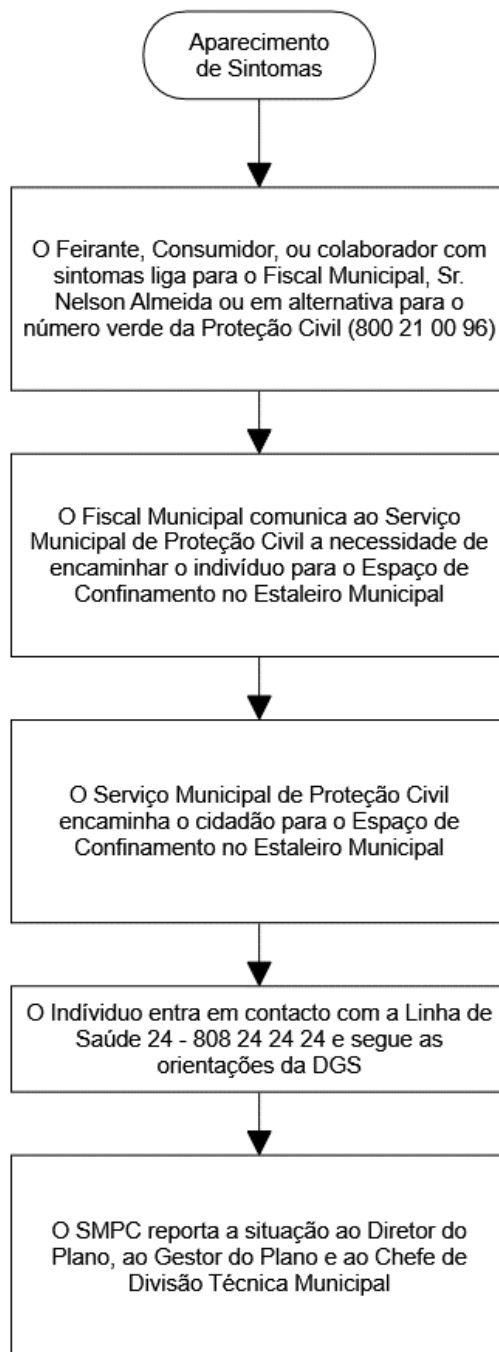 Aparecimento
de Sintomas
O Feirante, Consumidor, ou colaborador com
sintomas liga para o Fiscal Municipal, Sr.
Nelson Almeida ou em alternativa para o
número verde da Proteção Civil (800 21 00 96)
O Fiscal Municipal comunica ao Serviço
Municipal de Proteção Civil a necessidade de
encaminhar o indivíduo para o Espaço de
Confinamento no Estaleiro Municipal
O Serviço Municipal de Proteção Civil
encaminha o cidadão para o Espaço de
Confinamento no Estaleiro Municipal
O Indíviduo entra em contacto com a Linha de
Saúde 24 - 808 24 24 24 e segue as
orientações da DGS
O SMPC reporta a situação ao Diretor do
Plano, ao Gestor do Plano e ao Chefe de
Divisão Técnica Municipal